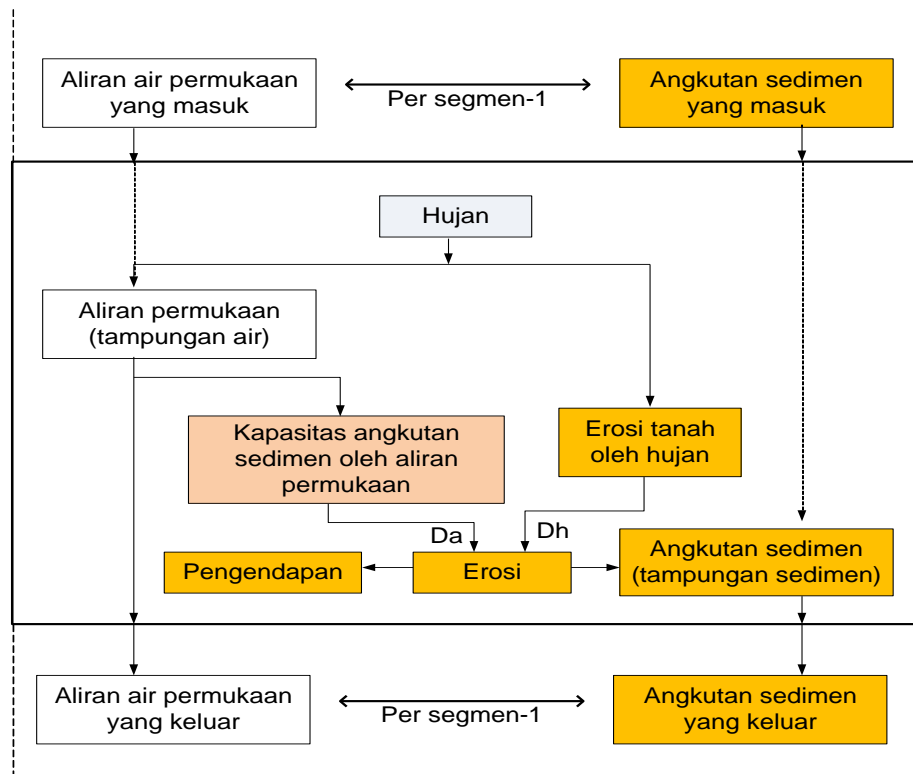 Aliran air permukaan
yang masuk
Per segmen-1
Angkutan sedimen
yang masuk
Hujan
Aliran permukaan
(tampungan air)
Kapasitas angkutan
sedimen oleh aliran
permukaan
Erosi tanah
oleh hujan
Da
Dh
Pengendapan
Erosi
Angkutan sedimen
(tampungan sedimen)
Aliran air permukaan
yang keluar
Per segmen-1
Angkutan sedimen
yang keluar